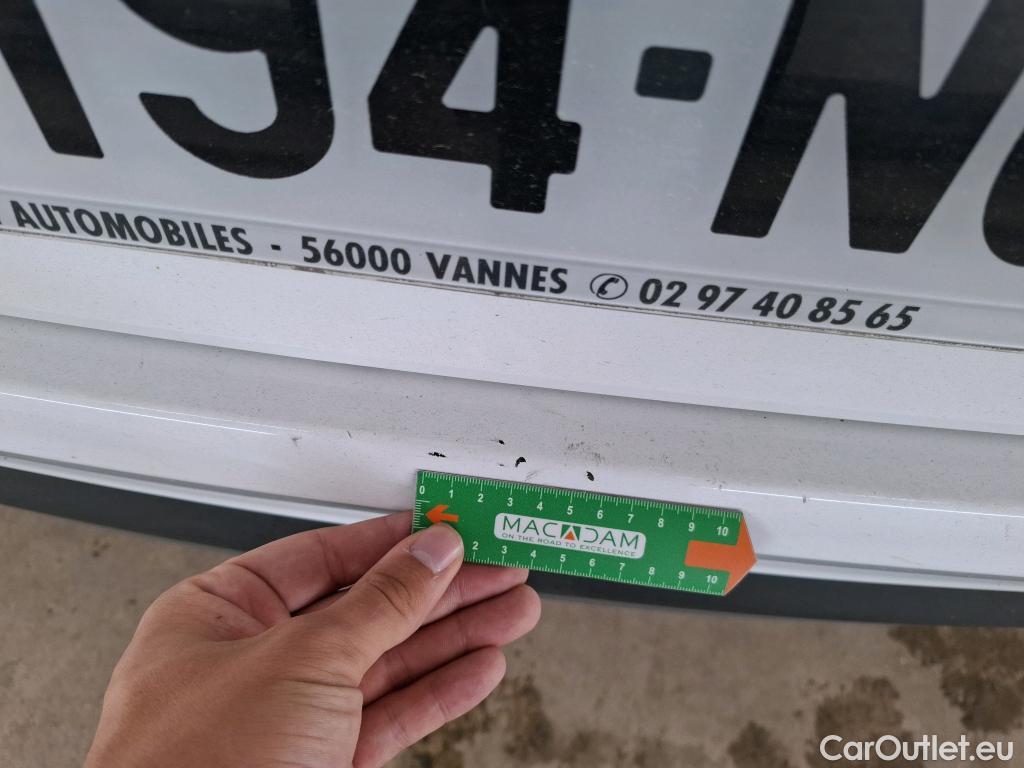 194-N
AUTOMOBILES - 56000 VANNES ✆ 02 97 40 85 65
0 1 2 3 4 5 6 7 8 9 10
MACADAM
ON THE ROAD TO EXCELLENCE
2 3 4 5 6 7 8 9 10
CarOutlet.eu